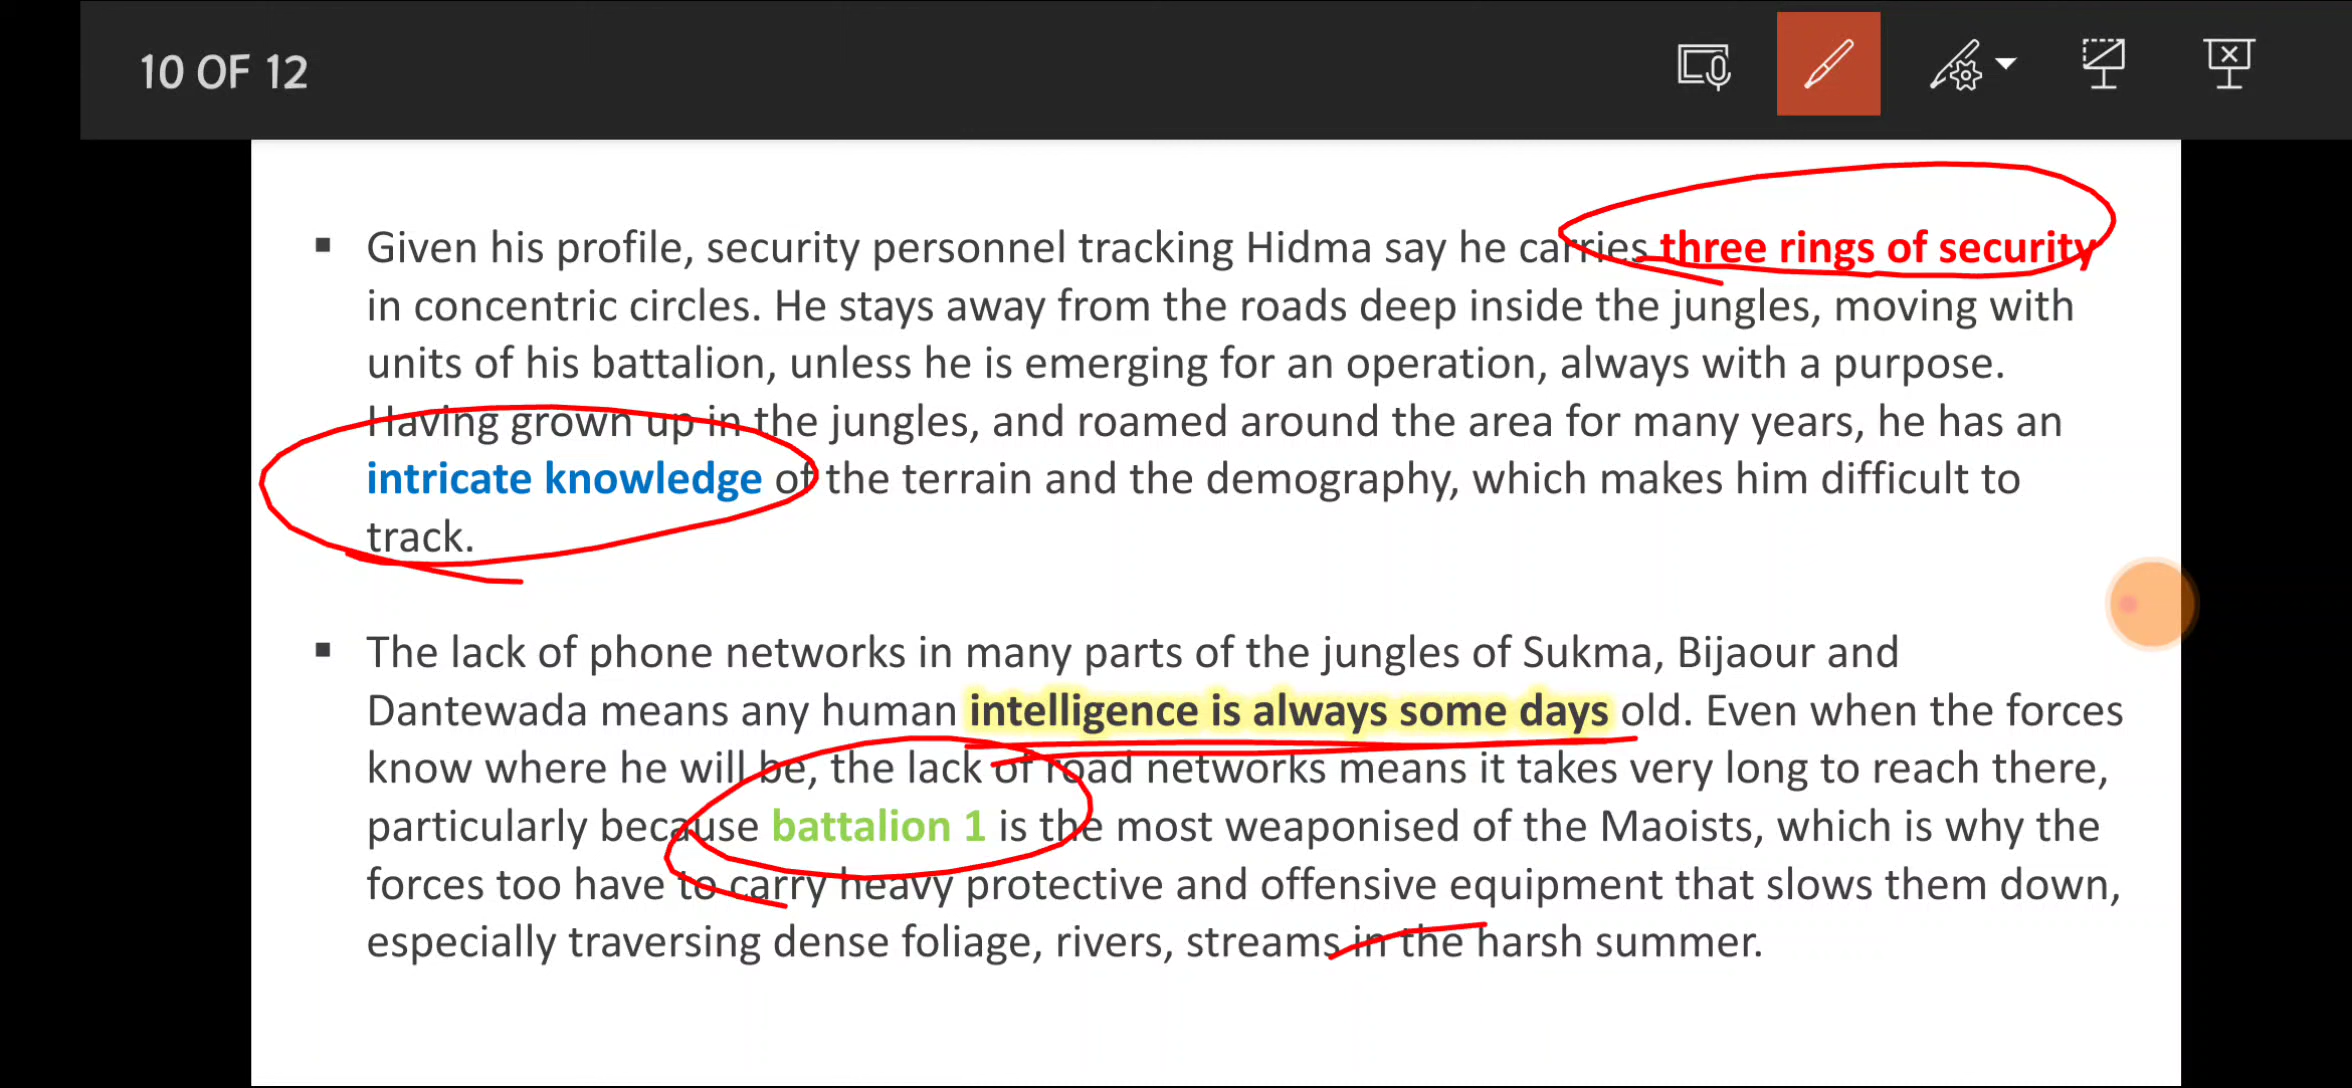 10 OF 12
▪ Given his profile, security personnel tracking Hidma say he carries three rings of security
in concentric circles. He stays away from the roads deep inside the jungles, moving with
units of his battalion, unless he is emerging for an operation, always with a purpose.
Having grown up in the jungles, and roamed around the area for many years, he has an
intricate knowledge of the terrain and the demography, which makes him difficult to
track.
▪ The lack of phone networks in many parts of the jungles of Sukma, Bijaour and
Dantewada means any human intelligence is always some days old. Even when the forces
know where he will be, the lack of road networks means it takes very long to reach there,
particularly because battalion 1 is the most weaponised of the Maoists, which is why the
forces too have to carry heavy protective and offensive equipment that slows them down,
especially traversing dense foliage, rivers, streams in the harsh summer.